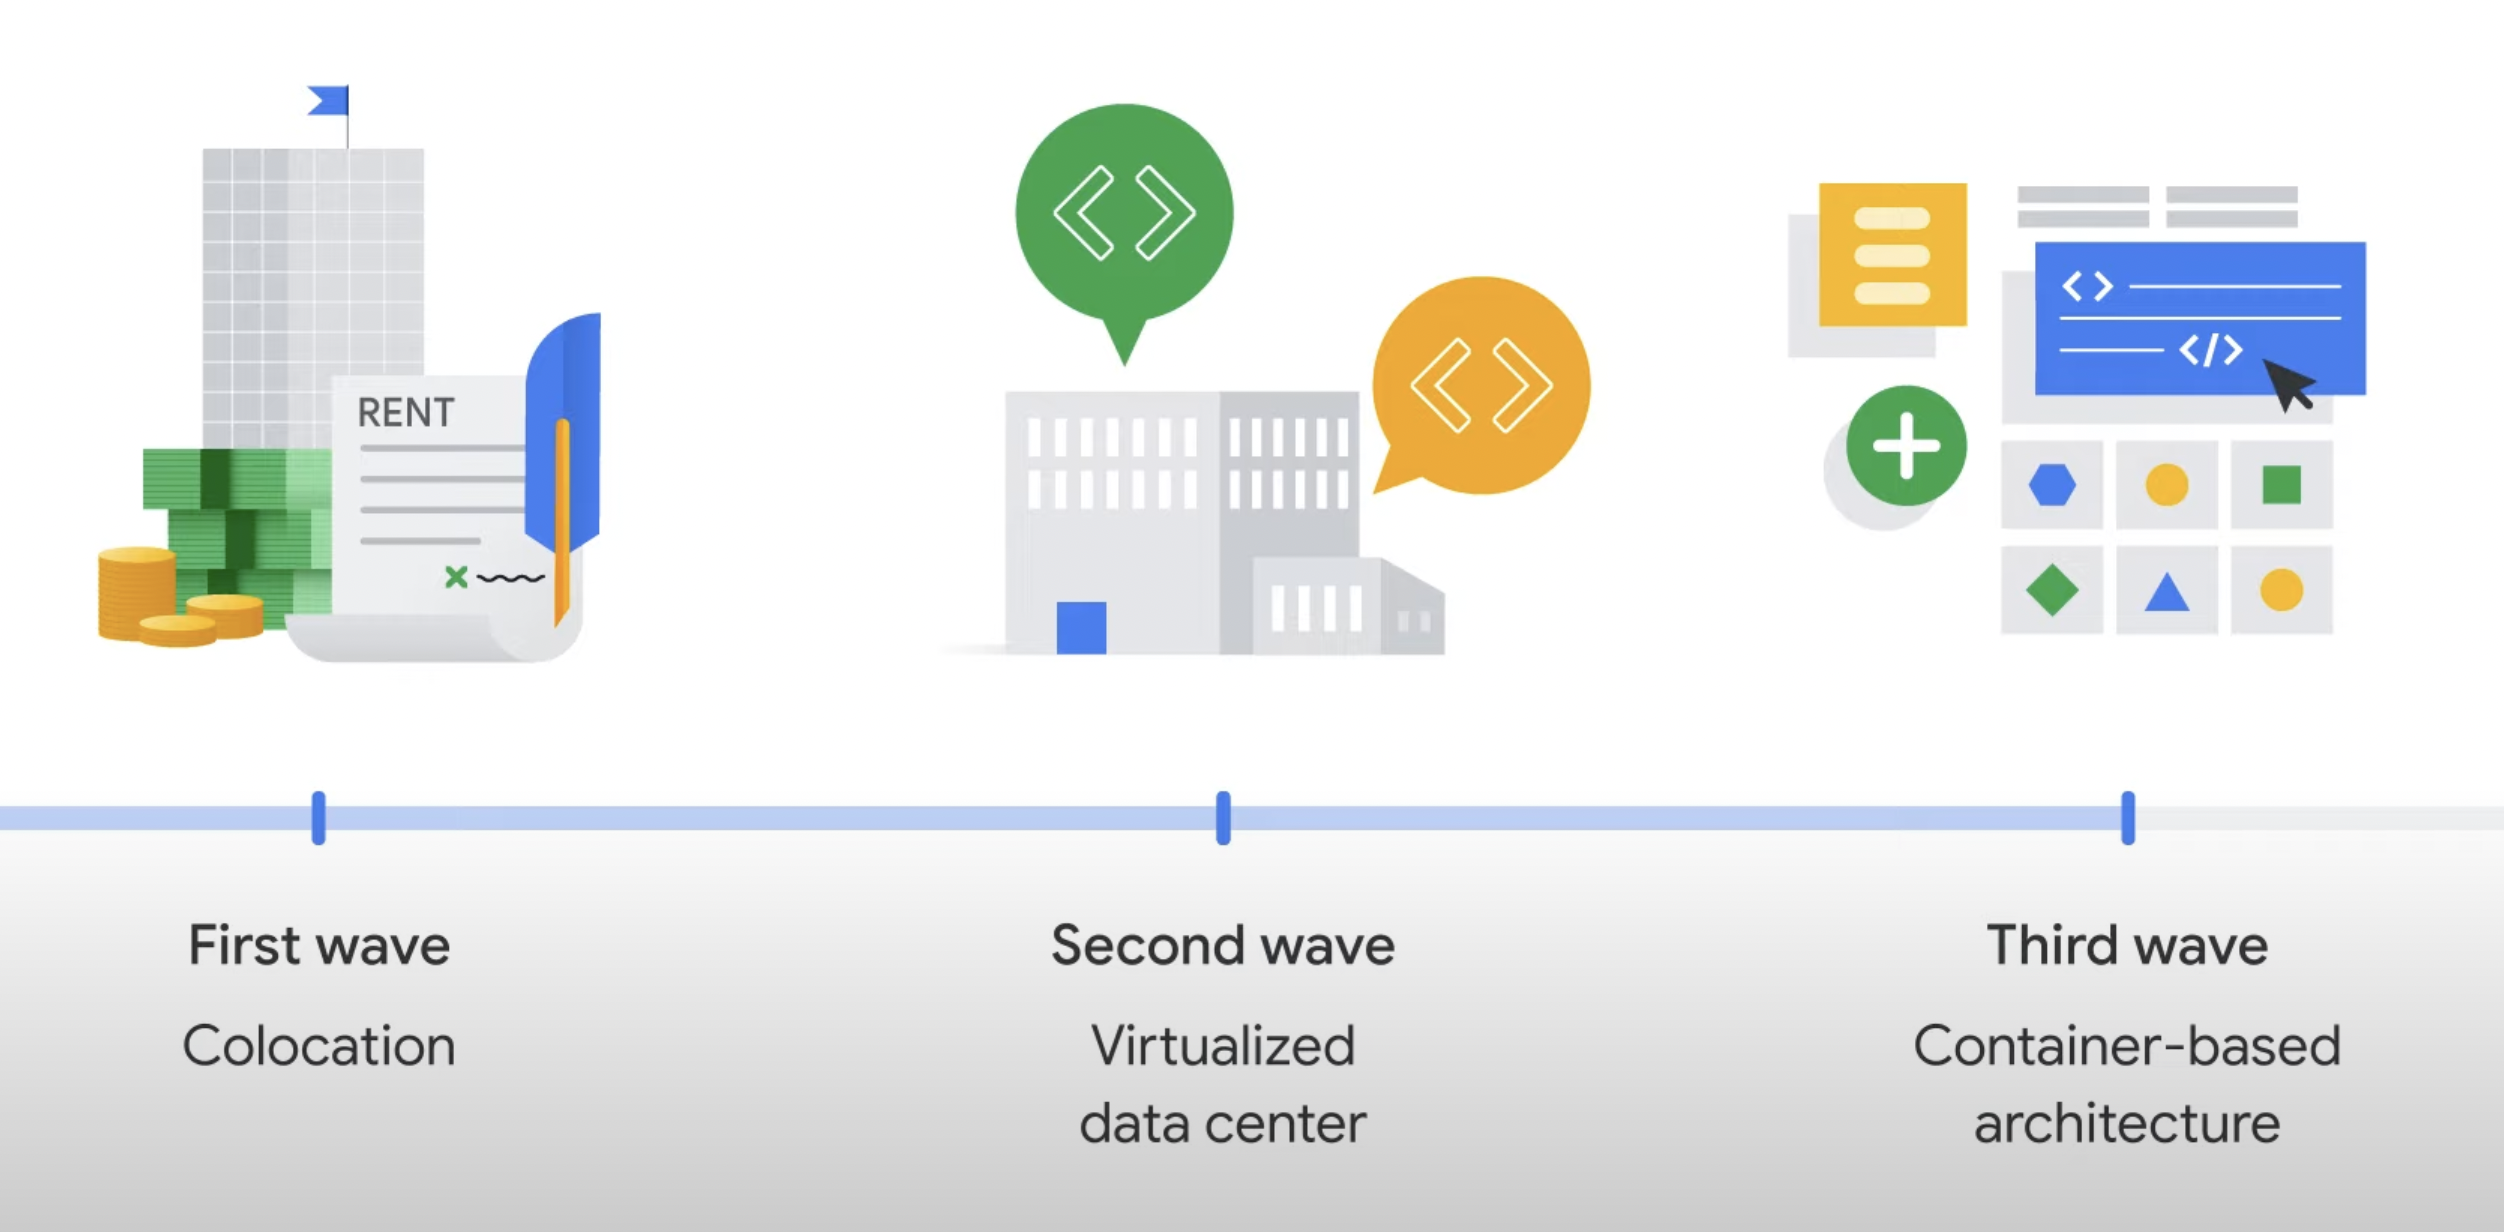 RENT
First wave
Colocation
Second wave
Virtualized
data center
Third wave
Container-based
architecture